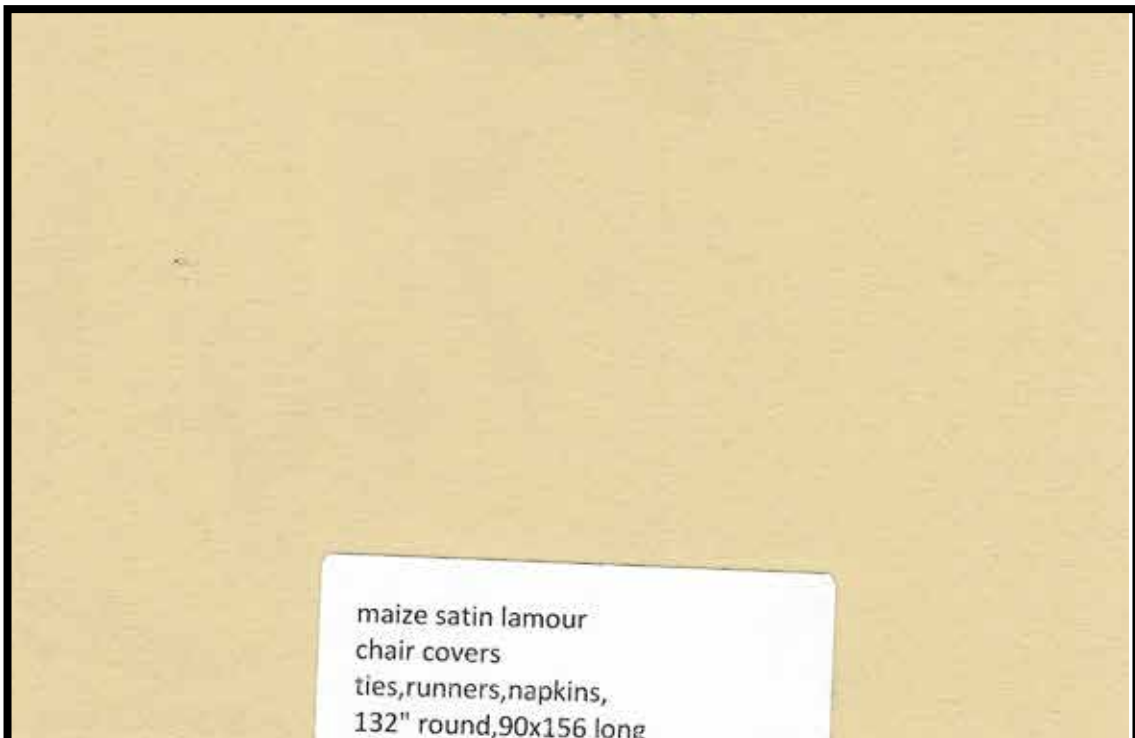 maize satin lamour
chair covers
ties,runners,napkins,
132" round,90x156 long